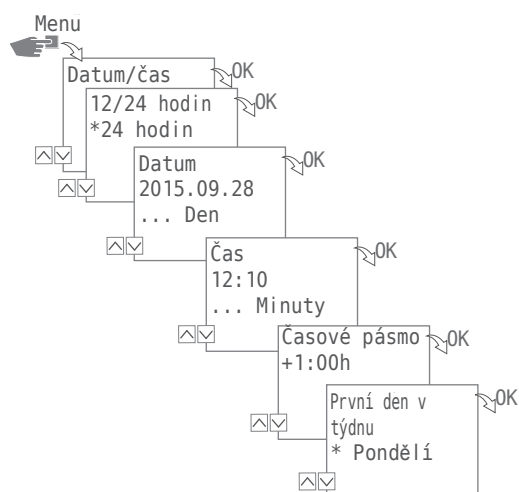 Menu
Datum/čas
OK
12/24 hodin
OK
*24 hodin
Datum
OK
2015.09.28
... Den
Čas
OK
12:10
... Minuty
Časové pásmo
OK
+1:00h
První den v
OK
týdnu
* Pondělí